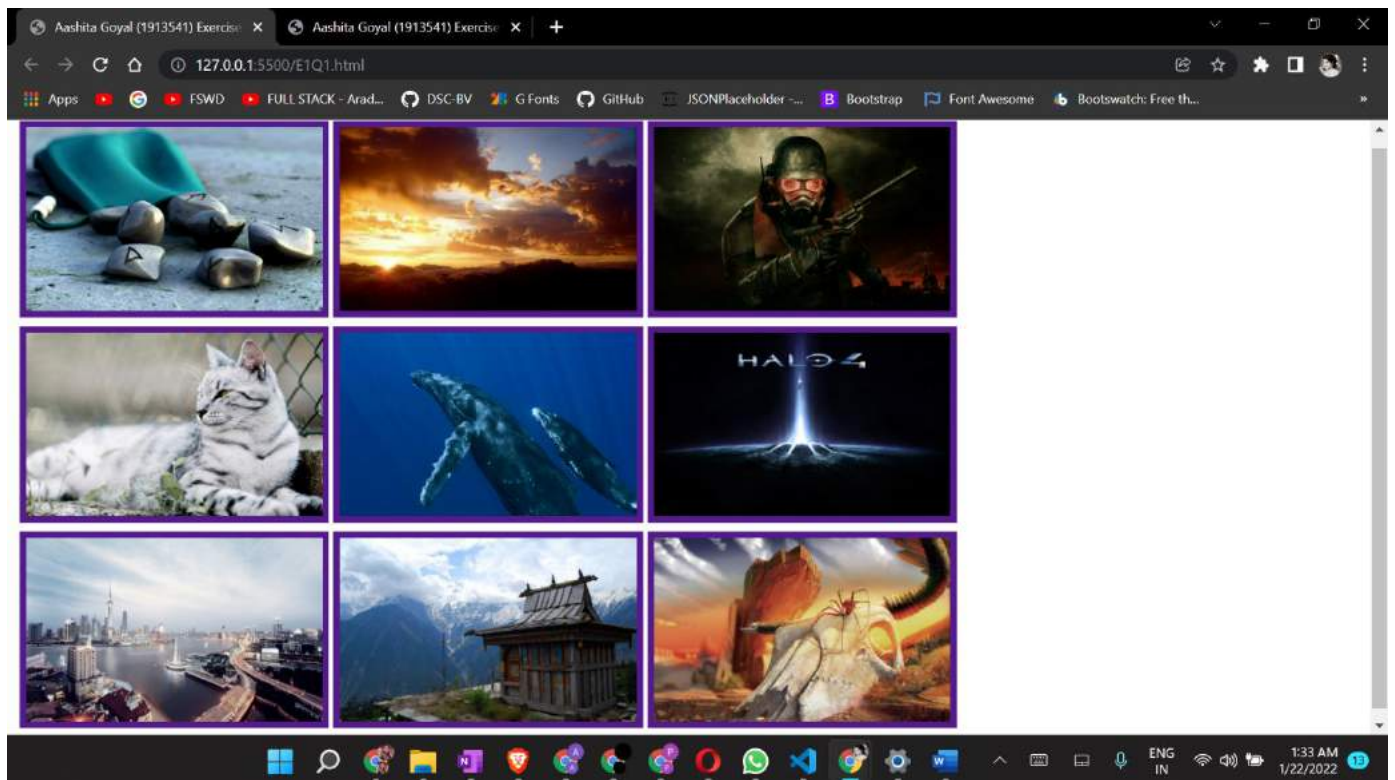 Aashita Goyal (1913541) Exercise
Aashita Goyal (1913541) Exercise
127.0.0.1:5500/E1Q1.html
Apps
FSWD
FULL STACK - Arad...
DSC-BV
G Fonts
GitHub
JSONPlaceholder -...
B
Bootstrap
Font Awesome
Bootswatch: Free th...
»
HALO 4
ENG
IN
1:33 AM
1/22/2022
13